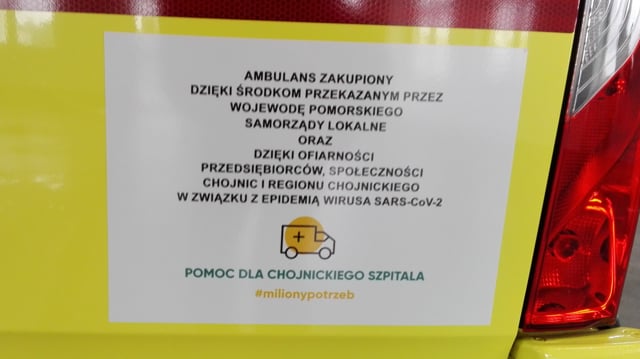 AMBULANS ZAKUPIONY
DZIĘKI ŚRODKOM PRZEKAZANYM PRZEZ
WOJEWODĘ POMORSKIEGO
SAMORZĄDY LOKALNE
ORAZ
DZIĘKI OFIARNOŚCI
PRZEDSIĘBIORCÓW, SPOŁECZNOŚCI
CHOJNIC I REGIONU CHOJNICKIEGO
W ZWIĄZKU Z EPIDEMIĄ WIRUSA SARS-CoV-2
POMOC DLA CHOJNICKIEGO SZPITALA
#milionypotrzeb